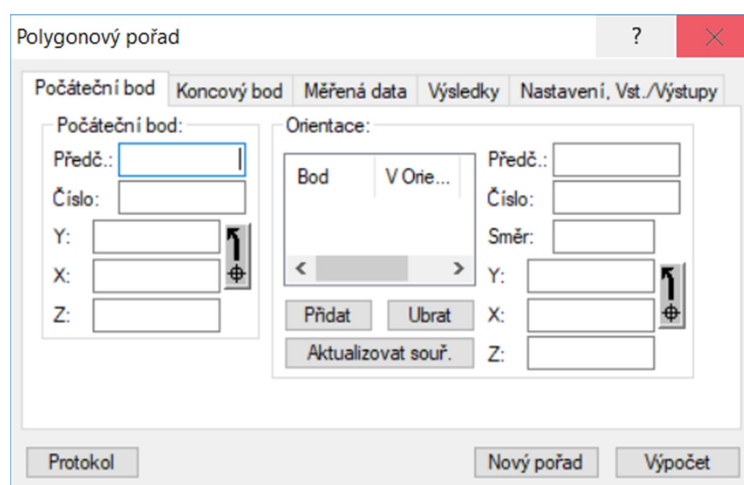 Polygonový pořad ?
Počáteční bod Koncový bod Měřená data Výsledky Nastavení, Vst./Výstupy
Počáteční bod:
Předč.:
Číslo:
Y:
X:
Z:
Orientace:
Bod V Orie...
Přidat Ubrat
Aktualizovat souř.
Předč.:
Číslo:
Směr:
Y:
X:
Z:
Protokol Nový pořad Výpočet